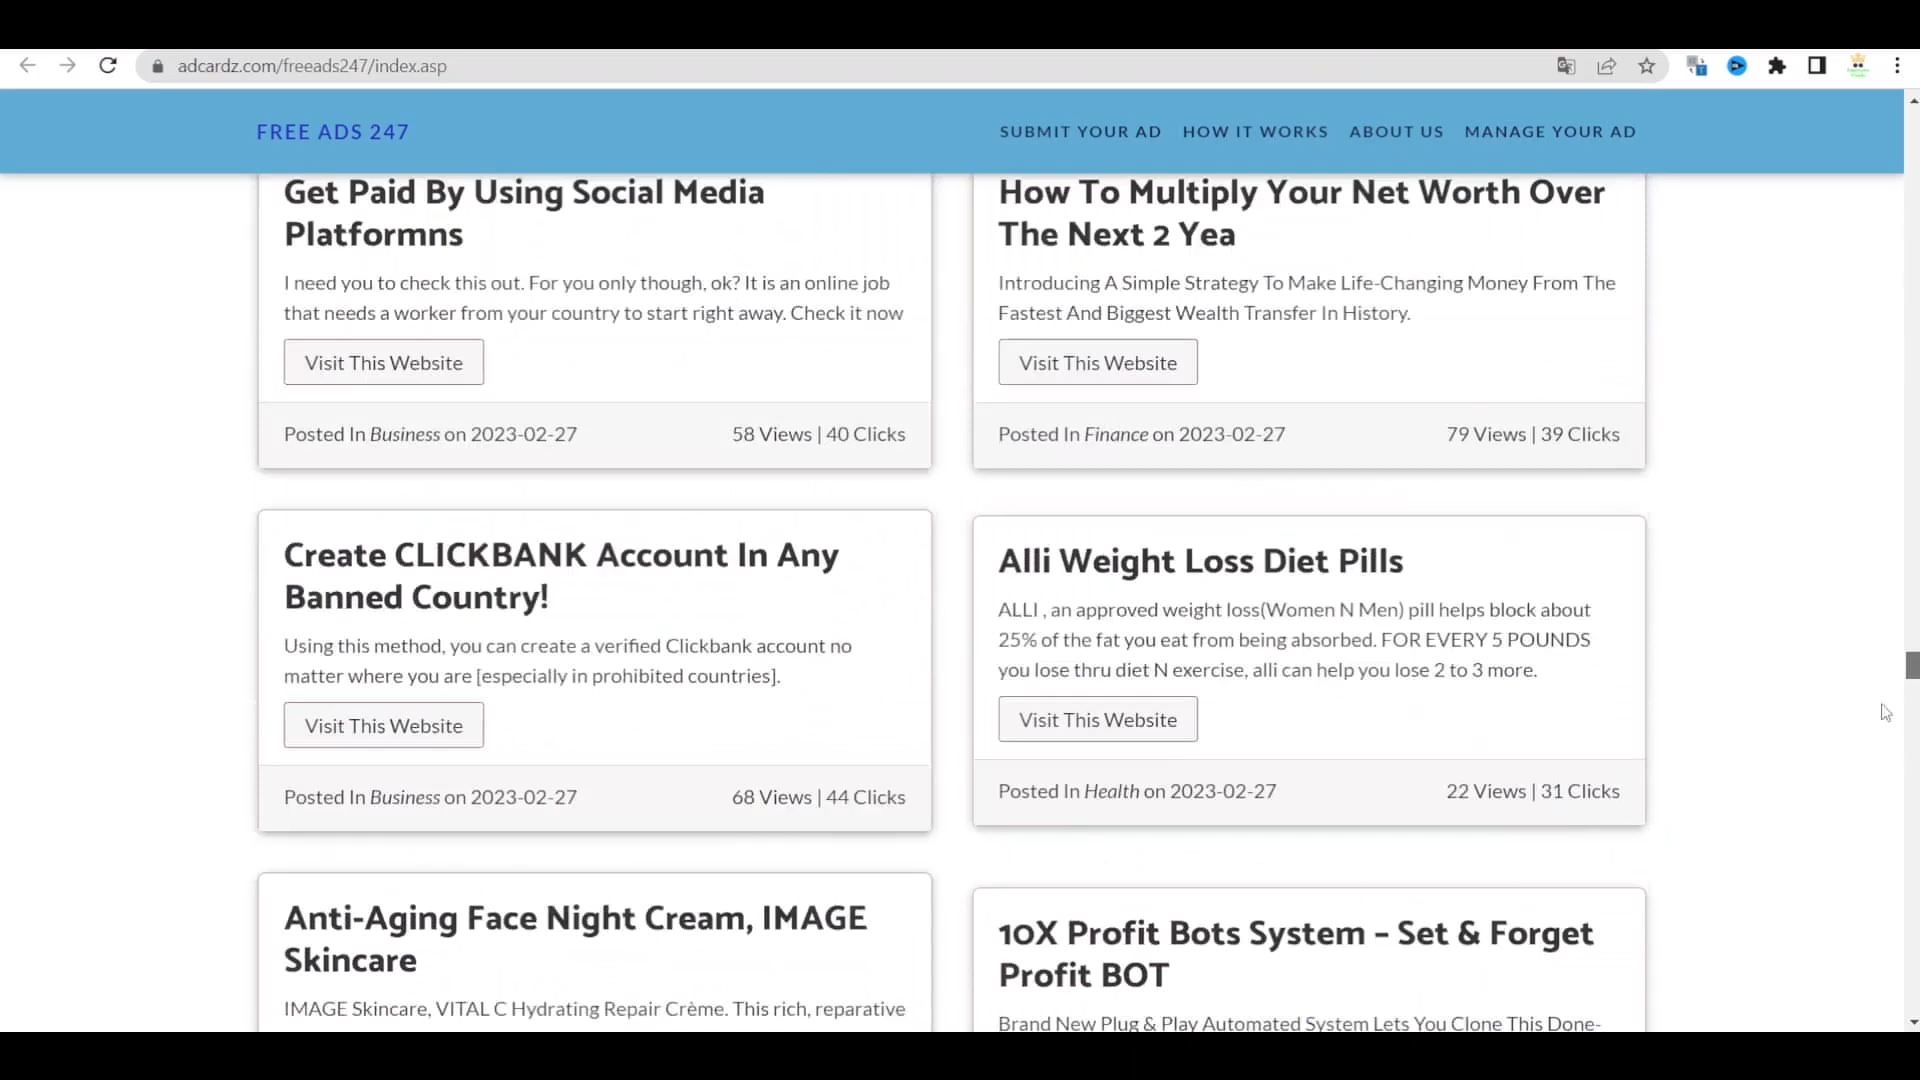 adcardz.com/freeads247/index.asp
FREE ADS 247
SUBMIT YOUR AD HOW IT WORKS ABOUT US MANAGE YOUR AD
Get Paid By Using Social Media
Platformns
I need you to check this out. For you only though, ok? It is an online job
that needs a worker from your country to start right away. Check it now
Visit This Website
Posted In Business on 2023-02-27 58 Views | 40 Clicks
How To Multiply Your Net Worth Over
The Next 2 Yea
Introducing A Simple Strategy To Make Life-Changing Money From The
Fastest And Biggest Wealth Transfer In History.
Visit This Website
Posted In Finance on 2023-02-27 79 Views | 39 Clicks
Create CLICKBANK Account In Any
Banned Country!
Using this method, you can create a verified Clickbank account no
matter where you are [especially in prohibited countries].
Visit This Website
Posted In Business on 2023-02-27 68 Views | 44 Clicks
Alli Weight Loss Diet Pills
ALLI , an approved weight loss(Women N Men) pill helps block about
25% of the fat you eat from being absorbed. FOR EVERY 5 POUNDS
you lose thru diet N exercise, alli can help you lose 2 to 3 more.
Visit This Website
Posted In Health on 2023-02-27 22 Views | 31 Clicks
Anti-Aging Face Night Cream, IMAGE
Skincare
IMAGE Skincare, VITAL C Hydrating Repair Crème. This rich, reparative
10X Profit Bots System – Set & Forget
Profit BOT
Brand New Plug & Play Automated System Lets You Clone This Done-